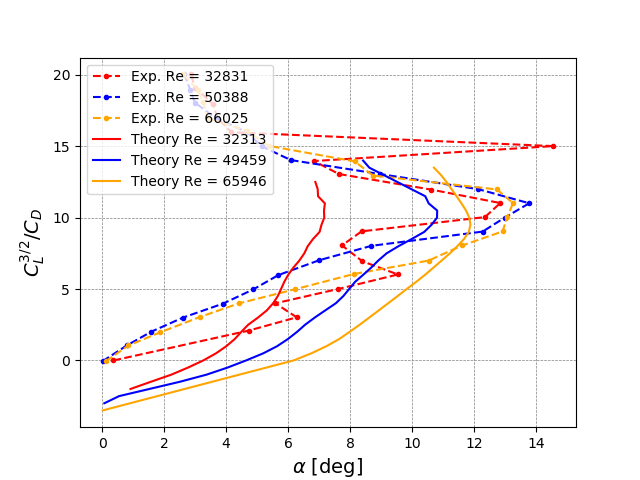 Exp. Re = 32831
Exp. Re = 50388
Exp. Re = 66025
Theory Re = 32313
Theory Re = 49459
Theory Re = 65946
20
15
10
5
0
C_L^{3/2}/C_D
0 2 4 6 8 10 12 14
α [deg]